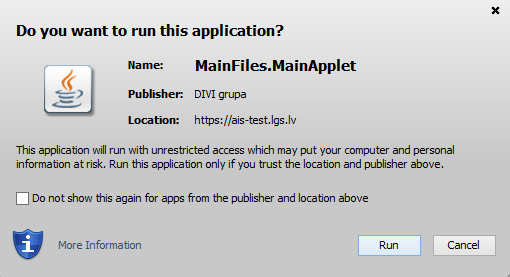 Do you want to run this application?
Name: MainFiles.MainApplet
Publisher: DIVI grupa
Location: https://ais-test.lgs.lv
This application will run with unrestricted access which may put your computer and personal
information at risk. Run this application only if you trust the location and publisher above.
Do not show this again for apps from the publisher and location above
More Information
Run
Cancel